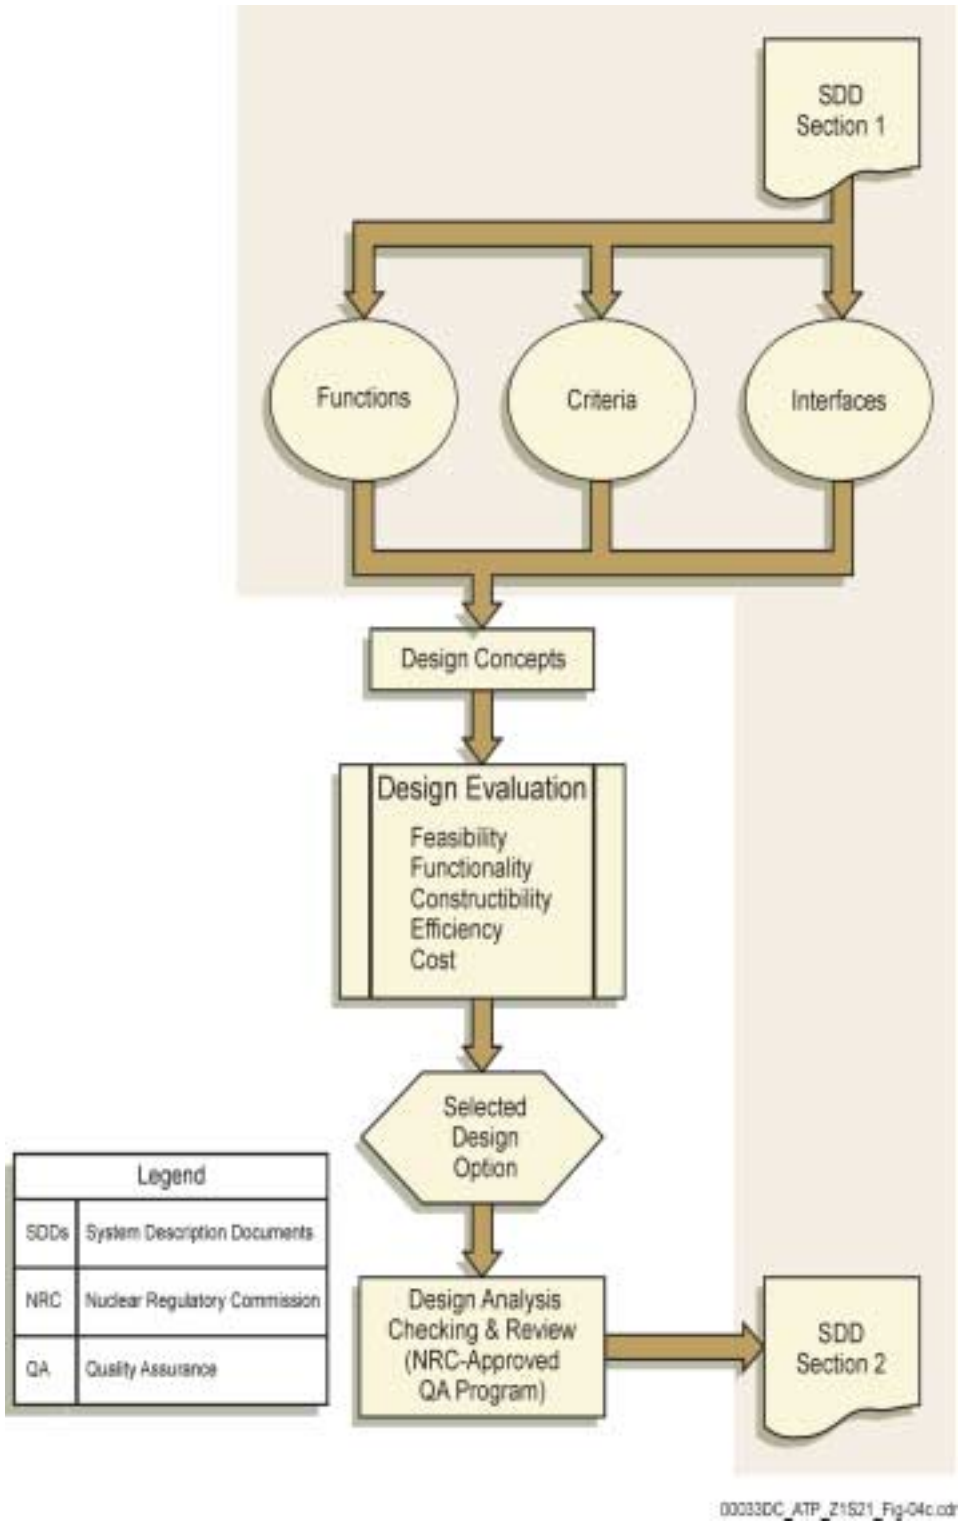 SDD
Section 1
Functions
Criteria
Interfaces
Design Concepts
Design Evaluation
Feasibility
Functionality
Constructibility
Efficiency
Cost
Selected
Design
Option
Legend
SDDs System Description Documents
NRC Nuclear Regulatory Commission
QA Quality Assurance
Design Analysis
Checking & Review
(NRC-Approved
QA Program)
SDD
Section 2
00033DC_ATP_Z1S21_Fig-04c.cdr